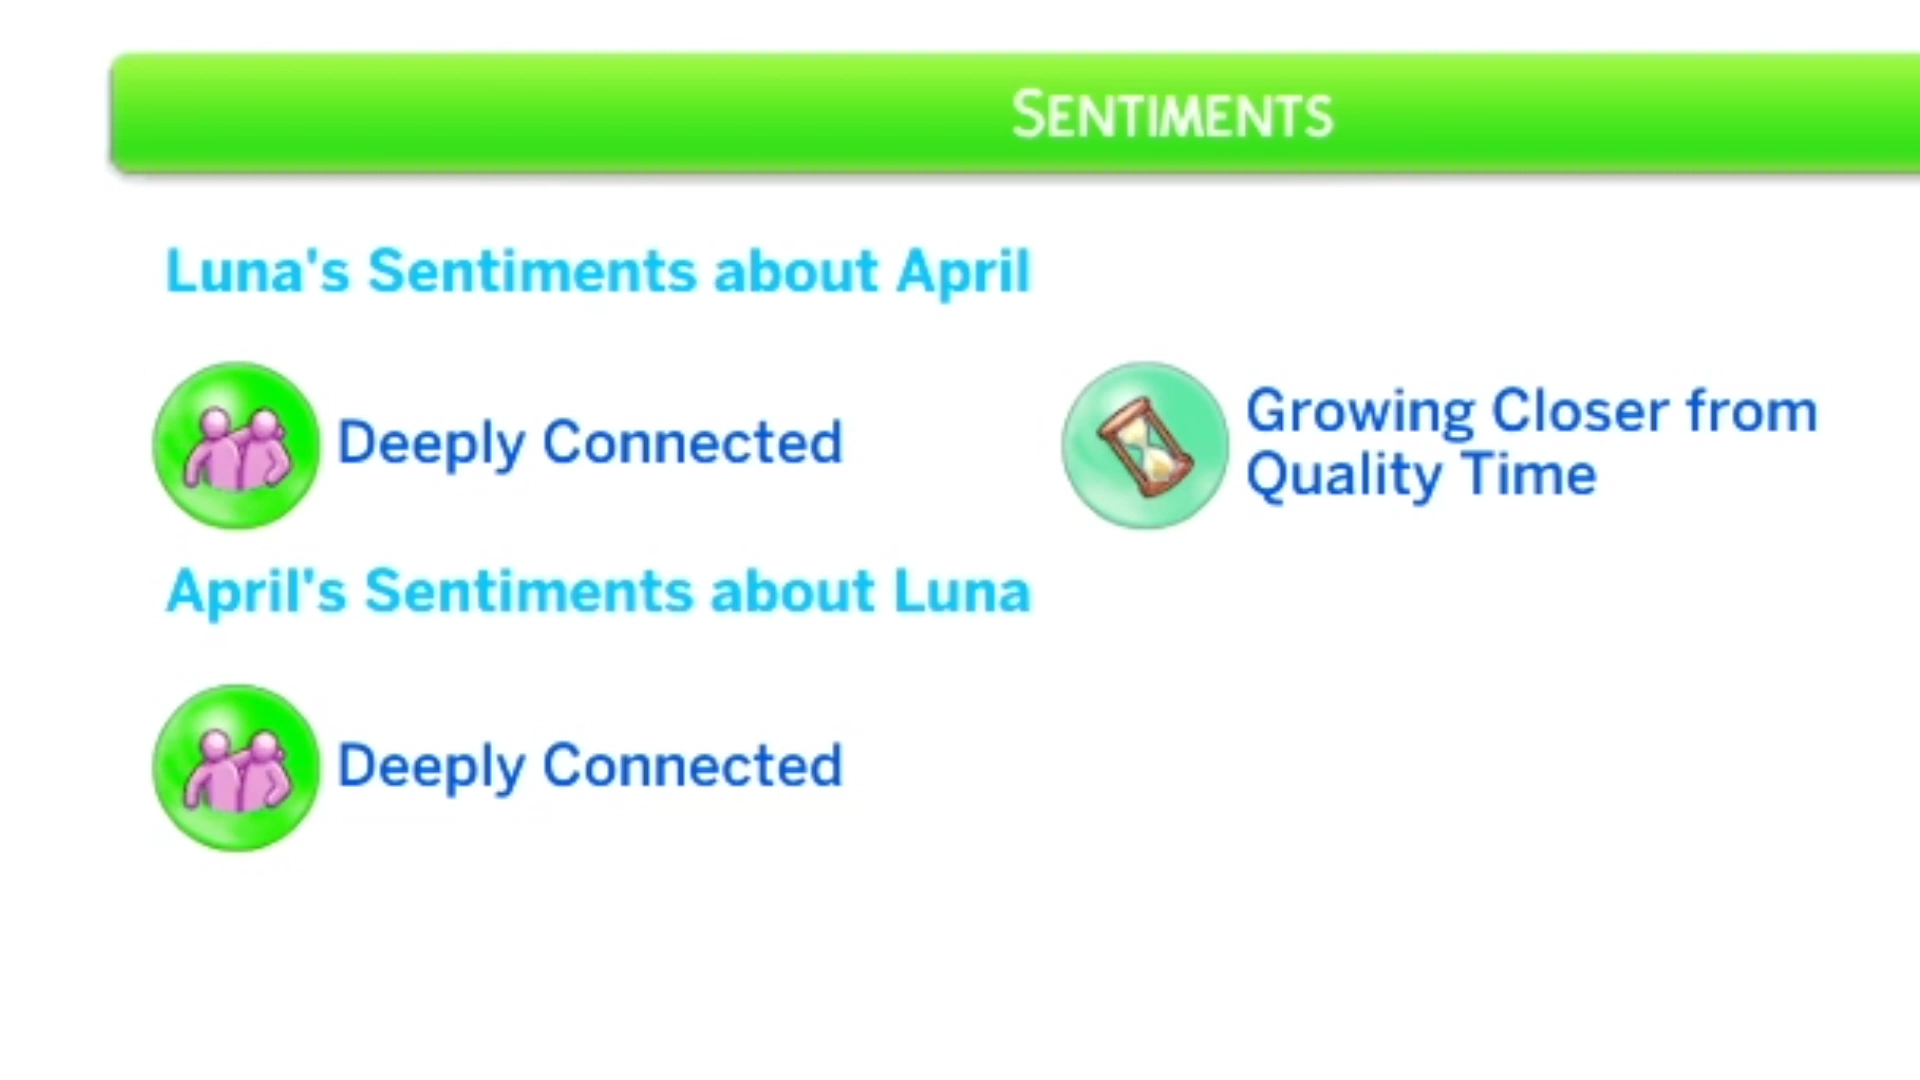 SENTIMENTS
Luna's Sentiments about April
Deeply Connected
Growing Closer from
Quality Time
April's Sentiments about Luna
Deeply Connected